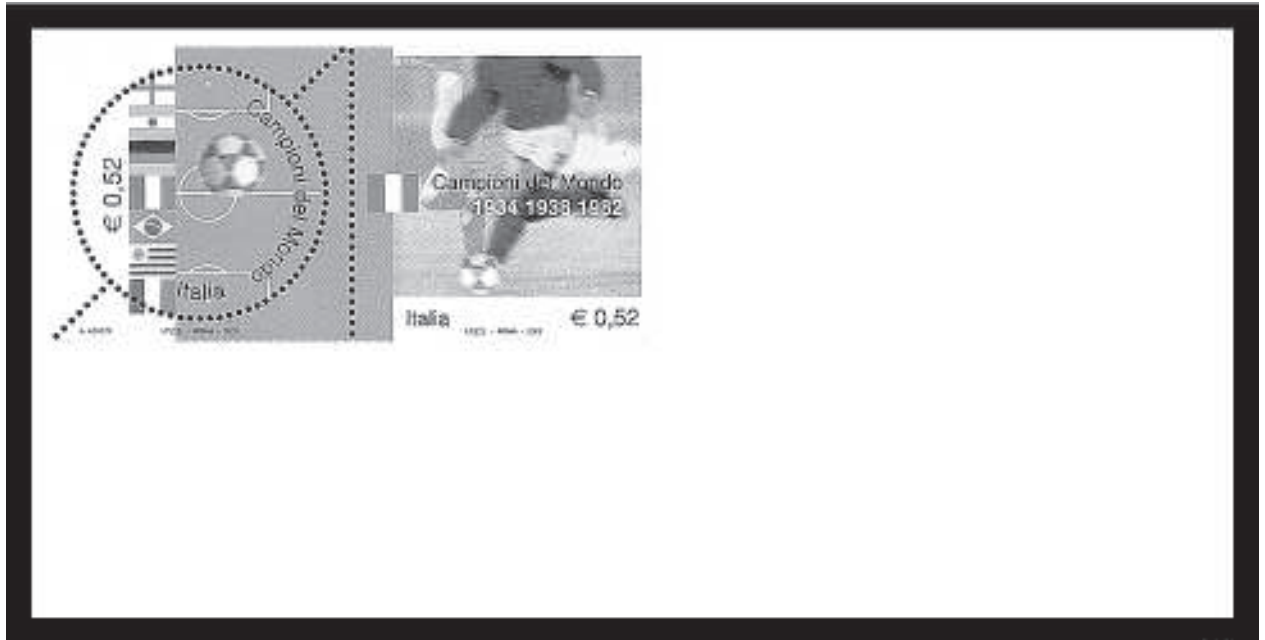 € 0,52
Campioni del Mondo
Italia
Campioni del Mondo
1934 1938 1982
Italia
€ 0,52